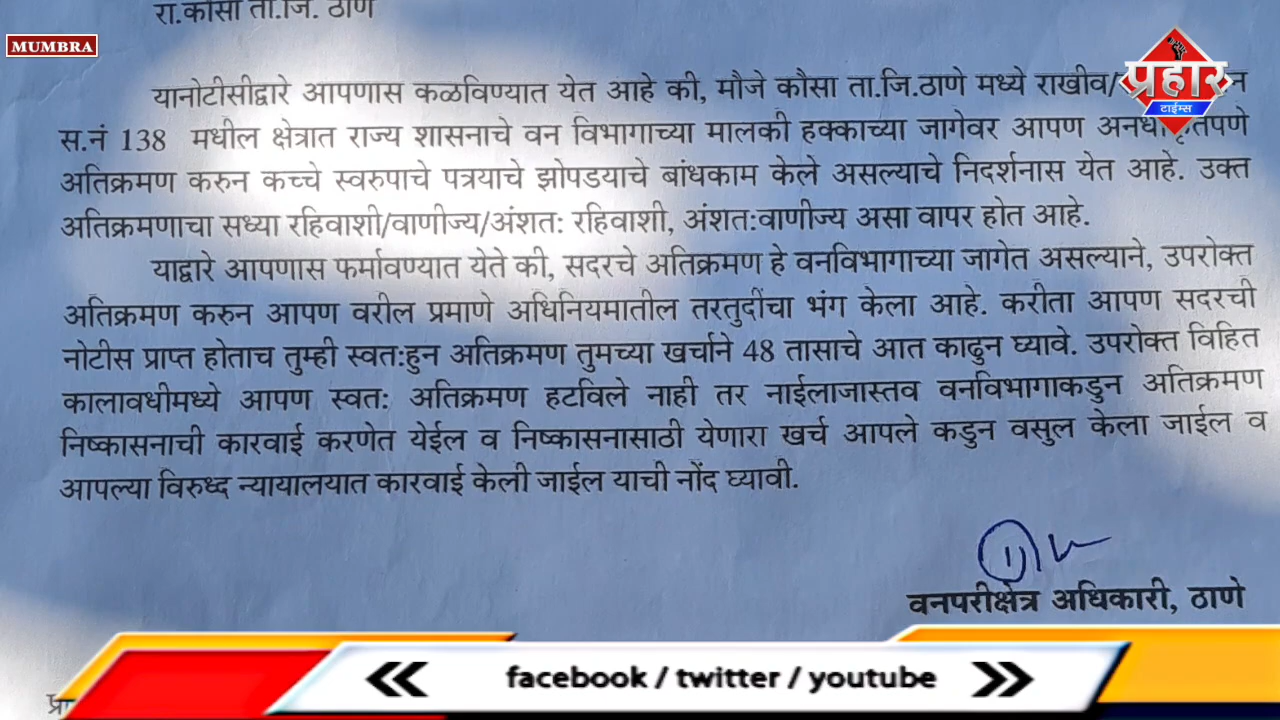 रा.कौसा ता.जि. ठाणे
MUMBRA
प्रहार
टाईम्स
यानोटीसीद्वारे आपणास कळविण्यात येत आहे की, मौजे कौसा ता.जि.ठाणे मध्ये राखीव/
स.नं 138 मधील क्षेत्रात राज्य शासनाचे वन विभागाच्या मालकी हक्काच्या जागेवर आपण अनधीकृतपणे
अतिक्रमण करुन कच्चे स्वरुपाचे पत्रयाचे झोपडयाचे बांधकाम केले असल्याचे निदर्शनास येत आहे. उक्त
अतिक्रमणाचा सध्या रहिवाशी/वाणीज्य/अंशत: रहिवाशी, अंशत:वाणीज्य असा वापर होत आहे.
याद्वारे आपणास फर्मावण्यात येते की, सदरचे अतिक्रमण हे वनविभागाच्या जागेत असल्याने, उपरोक्त
अतिक्रमण करुन आपण वरील प्रमाणे अधिनियमातील तरतुदींचा भंग केला आहे. करीता आपण सदरची
नोटीस प्राप्त होताच तुम्ही स्वत:हुन अतिक्रमण तुमच्या खर्चाने 48 तासाचे आत काढुन घ्यावे. उपरोक्त विहित
कालावधीमध्ये आपण स्वत: अतिक्रमण हटविले नाही तर नाईलाजास्तव वनविभागाकडुन अतिक्रमण
निष्कासनाची कारवाई करणेत येईल व निष्कासनासाठी येणारा खर्च आपले कडुन वसुल केला जाईल व
आपल्या विरुध्द न्यायालयात कारवाई केली जाईल याची नोंद घ्यावी.
वनपरीक्षेत्र अधिकारी, ठाणे
facebook / twitter / youtube